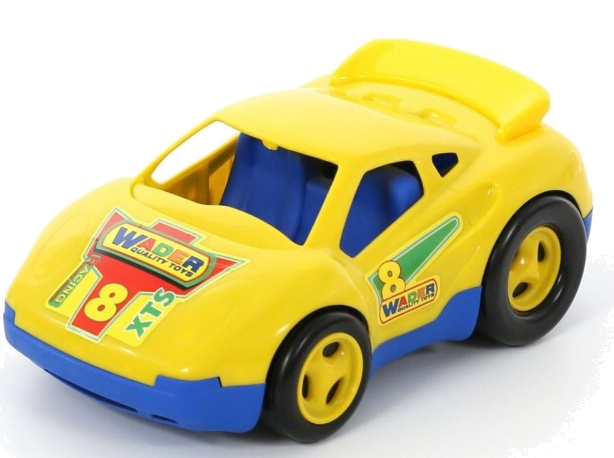 WADER
QUALITY TOYS
RACING
8
XTS
8
WADER
QUALITY TOYS